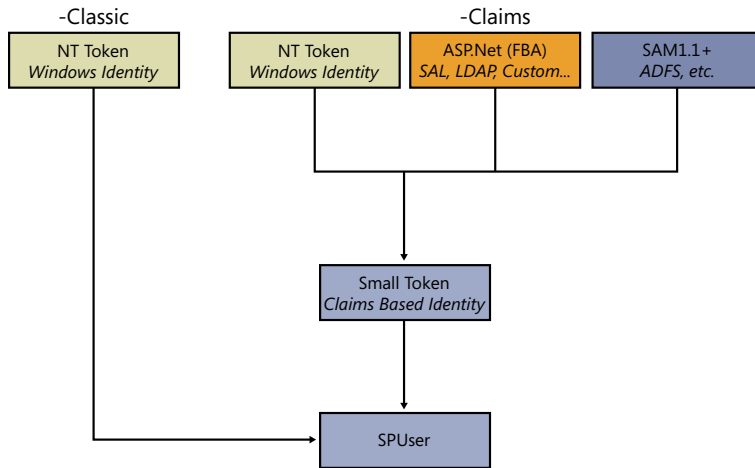 -Classic
-Claims
NT Token
Windows Identity
NT Token
Windows Identity
ASP.Net (FBA)
SAL, LDAP, Custom...
SAM1.1+
ADFS, etc.
Small Token
Claims Based Identity
SPUser